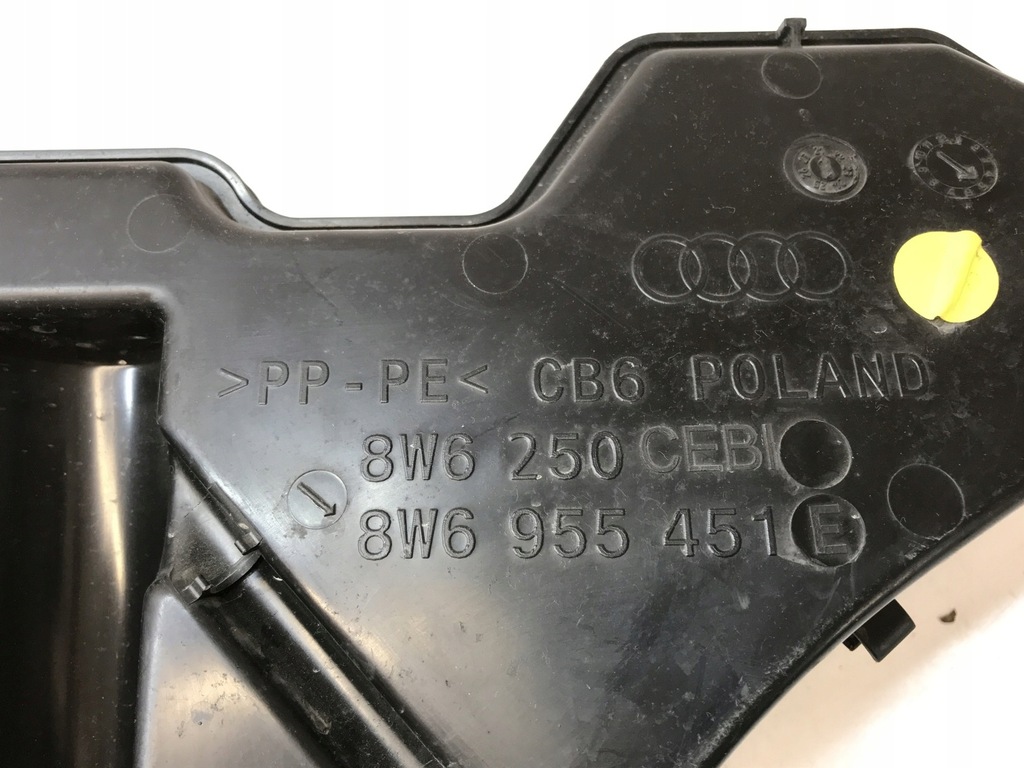 >PP-PE< CB6 POLAND
8W6 250 CEBI
8W6 955 451 E